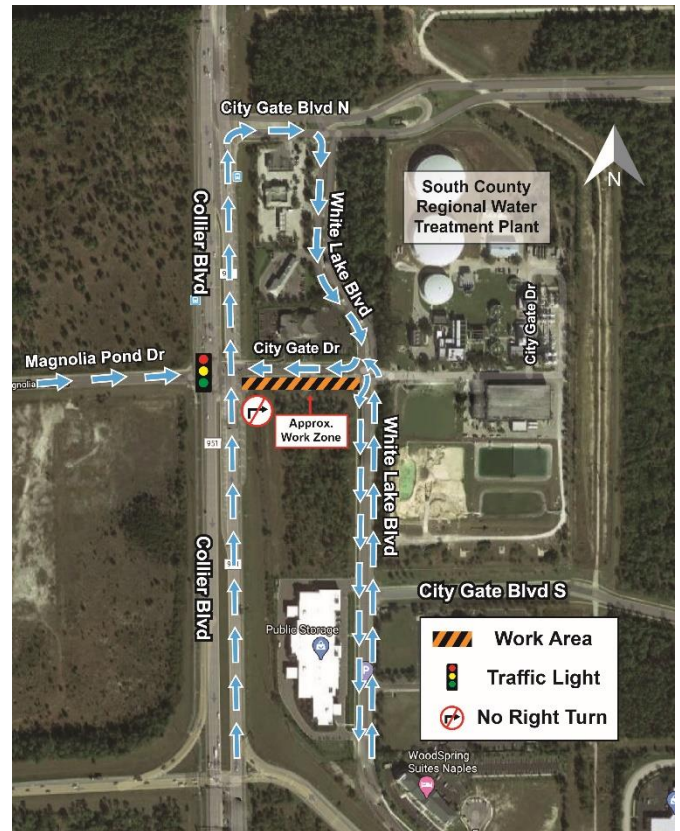 City Gate Blvd N
N
South County
Regional Water
Treatment Plant
Collier Blvd
White Lake Blvd
City Gate Dr
City Gate Dr
Magnolia Pond Dr
Approx.
Work Zone
951
White Lake Blvd
Collier Blvd
City Gate Blvd S
Public Storage
P
Work Area
Traffic Light
No Right Turn
WoodSpring
Suites Naples